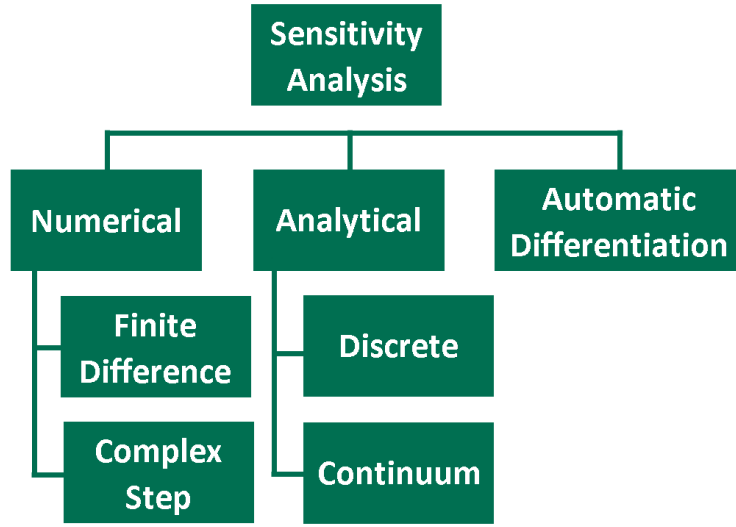 Sensitivity
Analysis
Numerical
Analytical
Automatic
Differentiation
Finite
Difference
Discrete
Complex
Step
Continuum